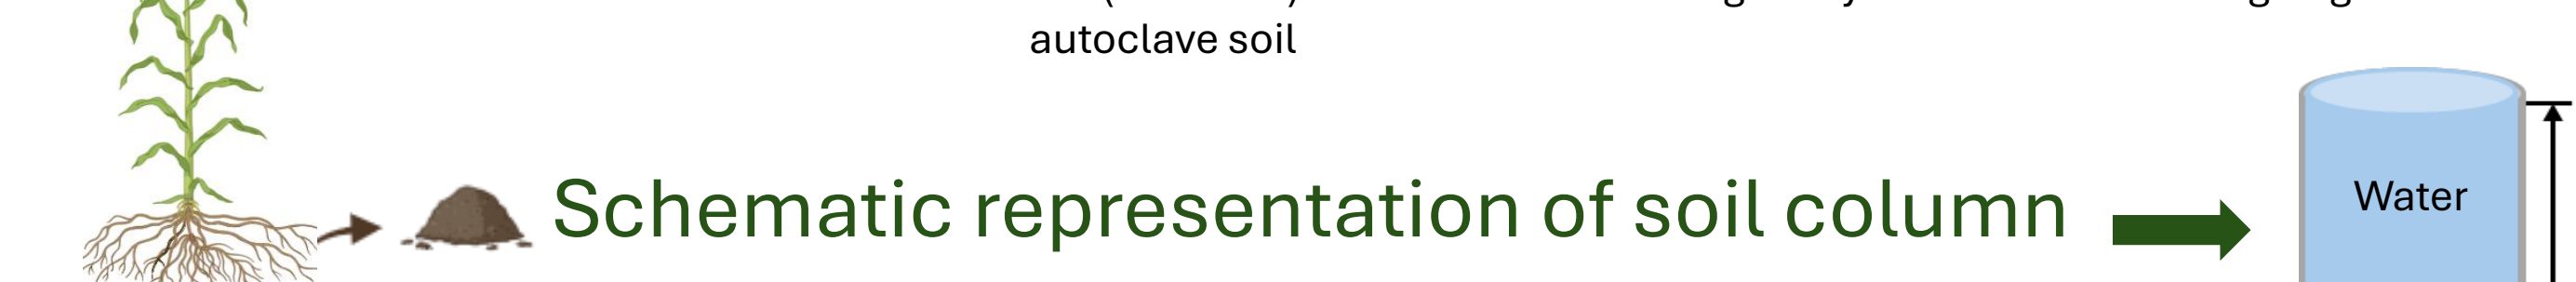 autoclave soil
Schematic representation of soil column
Water